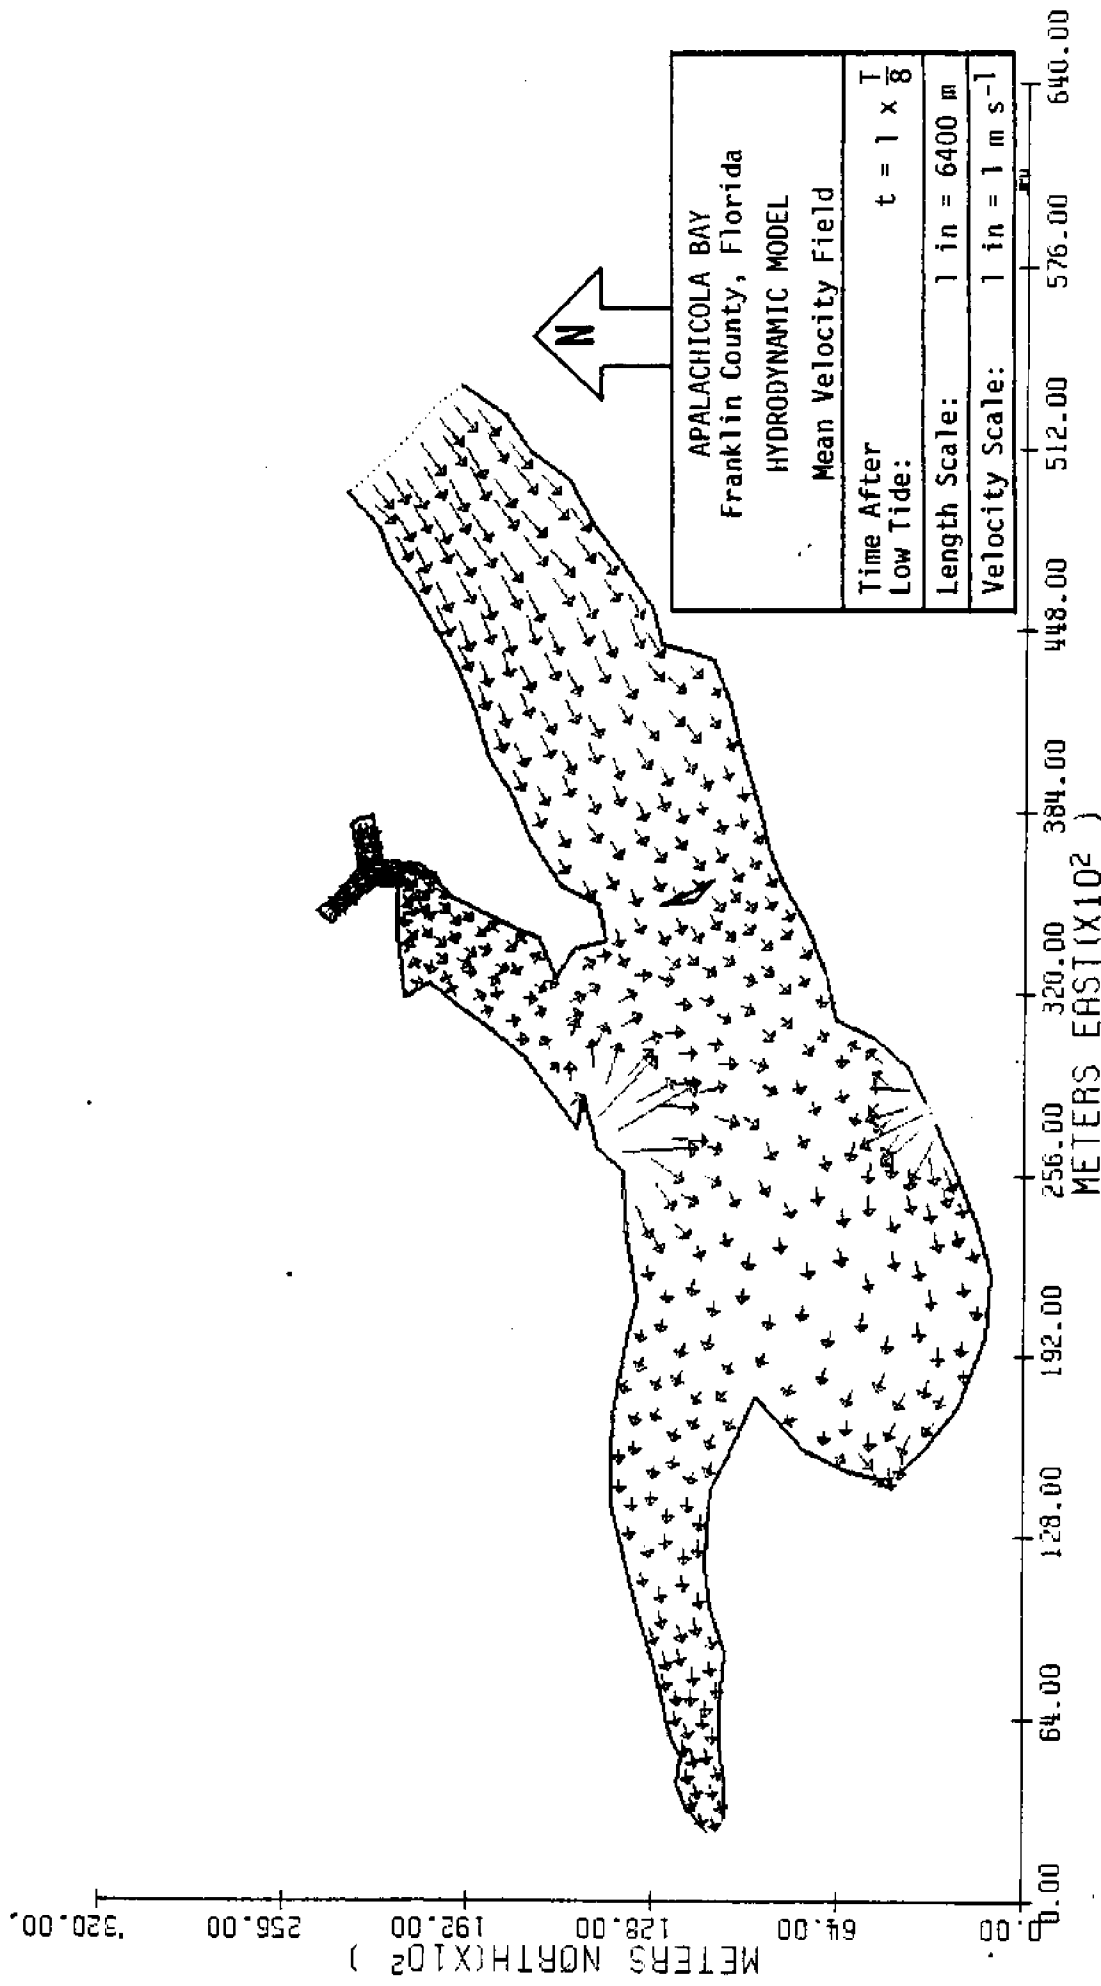 N
APALACHICOLA BAY
Franklin County, Florida
HYDRODYNAMIC MODEL
Mean Velocity Field
Time After
Low Tide: t = 1 x T/8
Length Scale: 1 in = 6400 m
Velocity Scale: 1 in = 1 m s⁻¹
320.00
256.00
192.00
128.00
64.00
0.00
METERS NORTH(X10²)
0.00 64.00 128.00 192.00 256.00 320.00 384.00 448.00 512.00 576.00 640.00
METERS EAST(X10²)